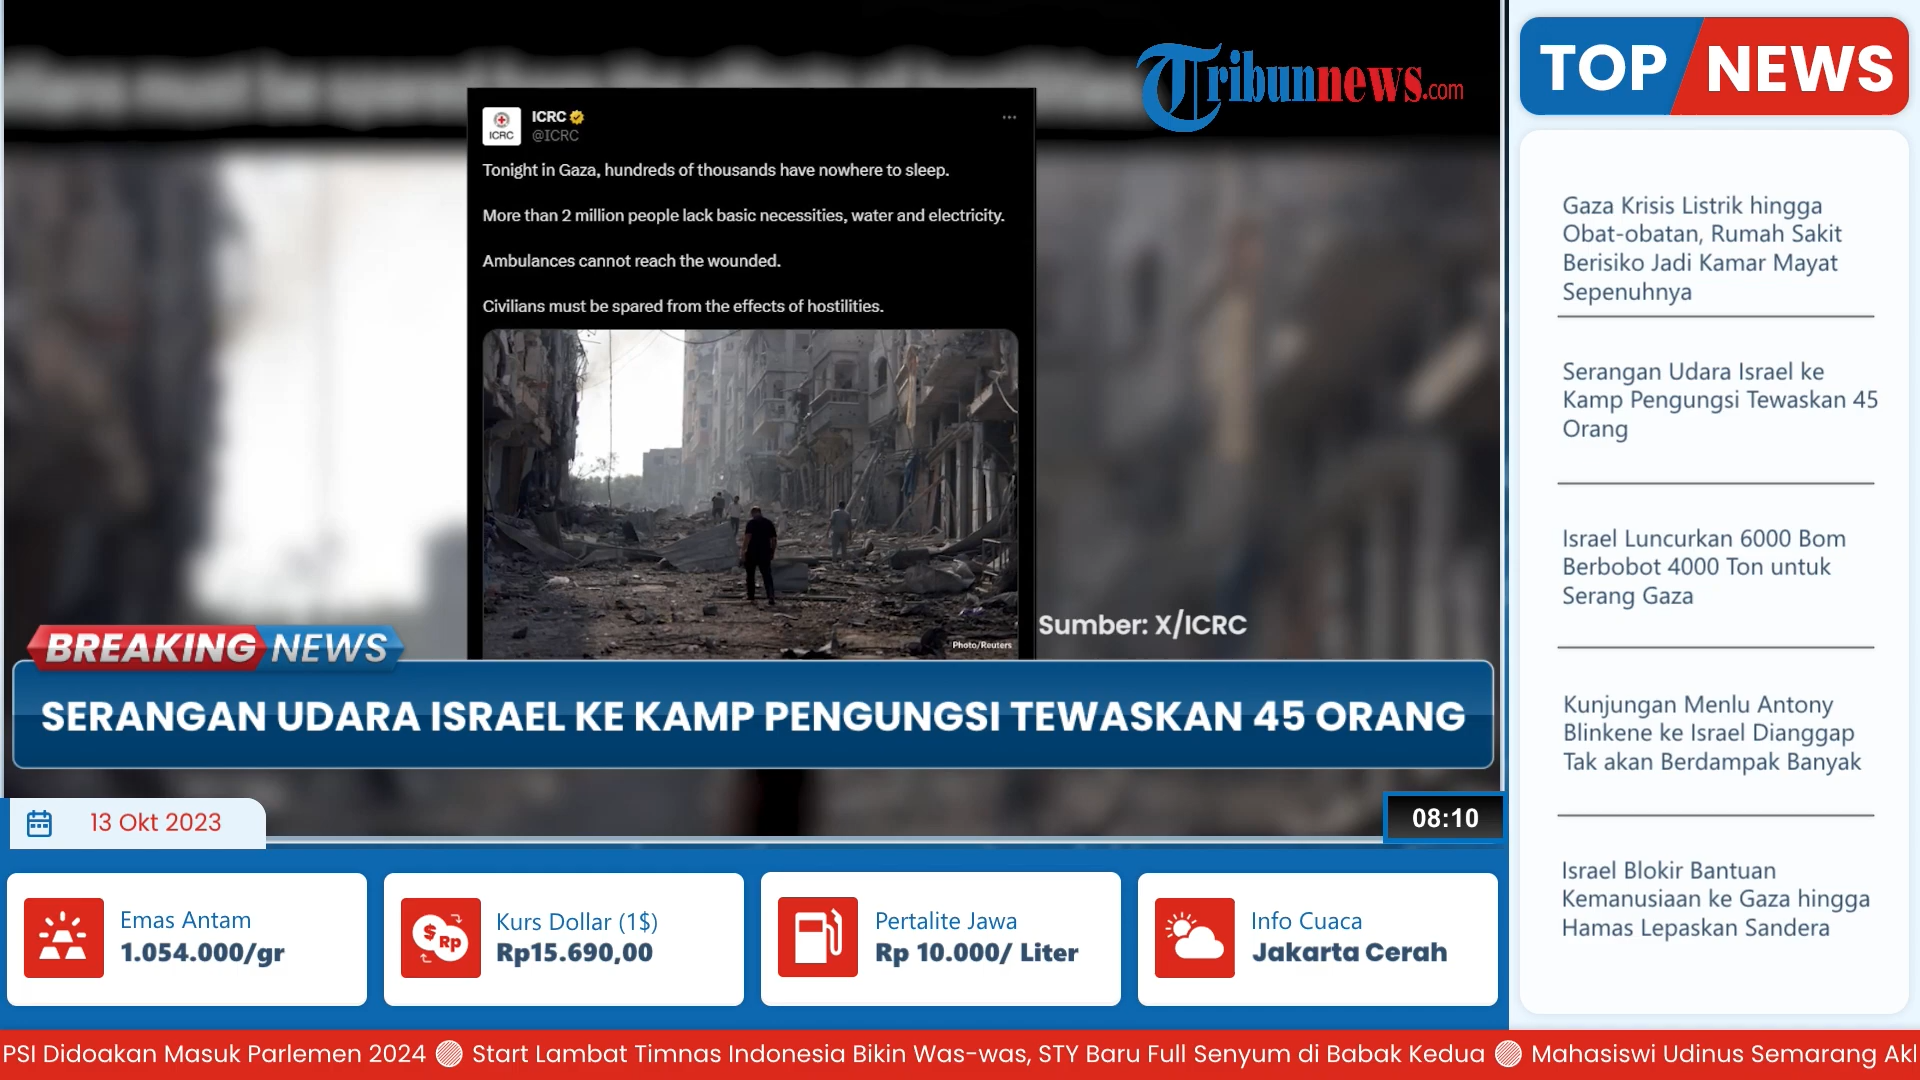 Tribunnews.com
ICRC
@ICRC
ICRC
Tonight in Gaza, hundreds of thousands have nowhere to sleep.
More than 2 million people lack basic necessities, water and electricity.
Ambulances cannot reach the wounded.
Civilians must be spared from the effects of hostilities.
Photo/Reuters
Sumber: X/ICRC
BREAKING NEWS
SERANGAN UDARA ISRAEL KE KAMP PENGUNGSI TEWASKAN 45 ORANG
13 Okt 2023
08:10
Emas Antam
1.054.000/gr
Kurs Dollar (1$)
Rp15.690,00
$ Rp
Pertalite Jawa
Rp 10.000/ Liter
Info Cuaca
Jakarta Cerah
TOP NEWS
Gaza Krisis Listrik hingga
Obat-obatan, Rumah Sakit
Berisiko Jadi Kamar Mayat
Sepenuhnya
Serangan Udara Israel ke
Kamp Pengungsi Tewaskan 45
Orang
Israel Luncurkan 6000 Bom
Berbobot 4000 Ton untuk
Serang Gaza
Kunjungan Menlu Antony
Blinkene ke Israel Dianggap
Tak akan Berdampak Banyak
Israel Blokir Bantuan
Kemanusiaan ke Gaza hingga
Hamas Lepaskan Sandera
PSI Didoakan Masuk Parlemen 2024 Start Lambat Timnas Indonesia Bikin Was-was, STY Baru Full Senyum di Babak Kedua Mahasiswi Udinus Semarang